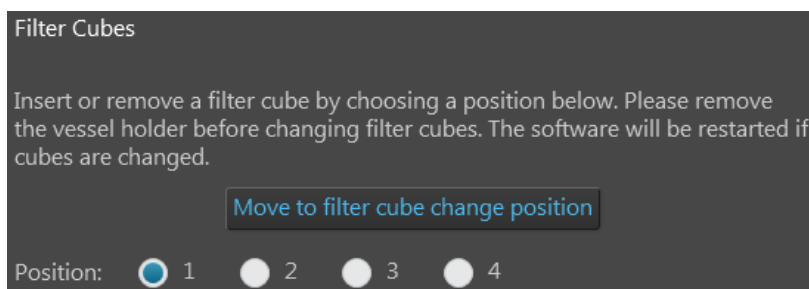 Filter Cubes
Insert or remove a filter cube by choosing a position below. Please remove
the vessel holder before changing filter cubes. The software will be restarted if
cubes are changed.
Move to filter cube change position
Position: 1 2 3 4